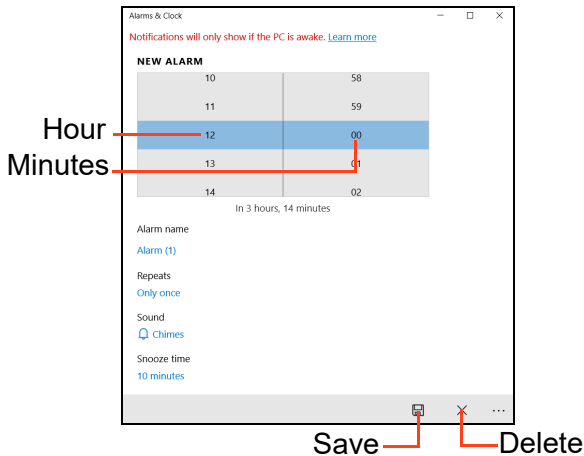 Alarms & Clock
Notifications will only show if the PC is awake. Learn more
NEW ALARM
10 58
11 59
Hour 12 00
Minutes 13 01
14 02
In 3 hours, 14 minutes
Alarm name
Alarm (1)
Repeats
Only once
Sound
Chimes
Snooze time
10 minutes
Save Delete